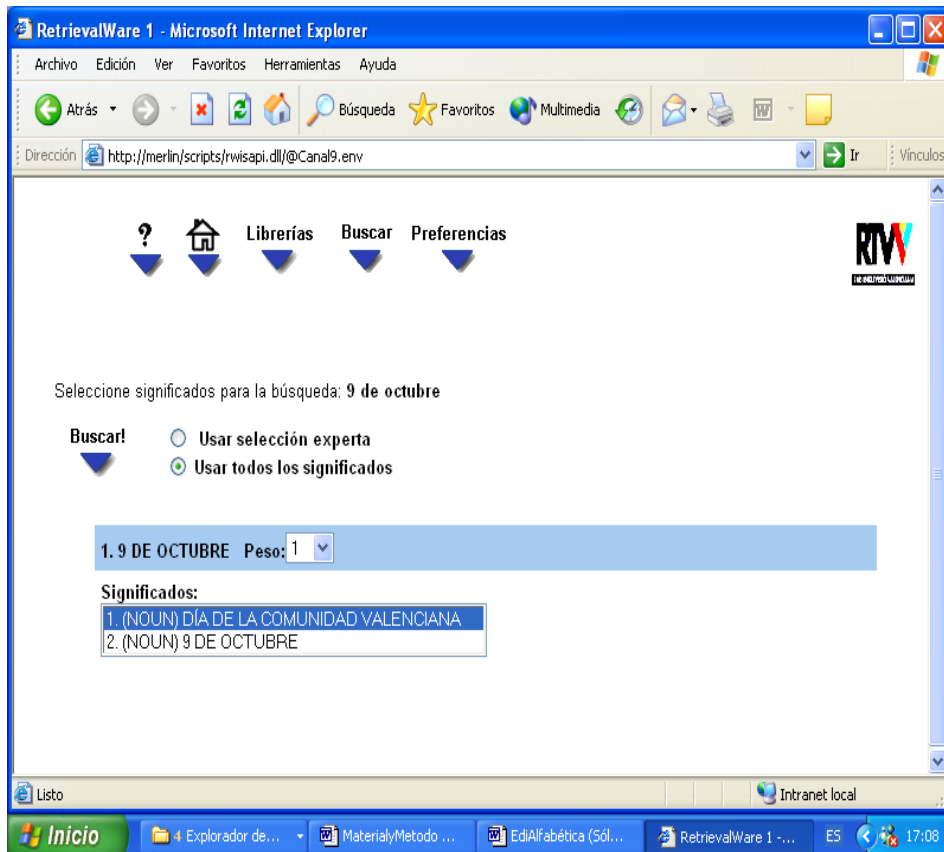 RetrievalWare 1 - Microsoft Internet Explorer
Archivo Edición Ver Favoritos Herramientas Ayuda
Atrás Búsqueda Favoritos Multimedia
Dirección http://merlin/scripts/rwisapi.dll/@Canal9.env Ir Vínculos
? Librerías Buscar Preferencias
RTVV
Seleccione significados para la búsqueda: 9 de octubre
Buscar! Usar selección experta
Usar todos los significados
1. 9 DE OCTUBRE Peso: 1
Significados:
1. (NOUN) DÍA DE LA COMUNIDAD VALENCIANA
2. (NOUN) 9 DE OCTUBRE
Listo Intranet local
Inicio 4 Explorador de... MaterialyMetodo ... EdiAlfabética (Sól... RetrievalWare 1 -... ES 17:08